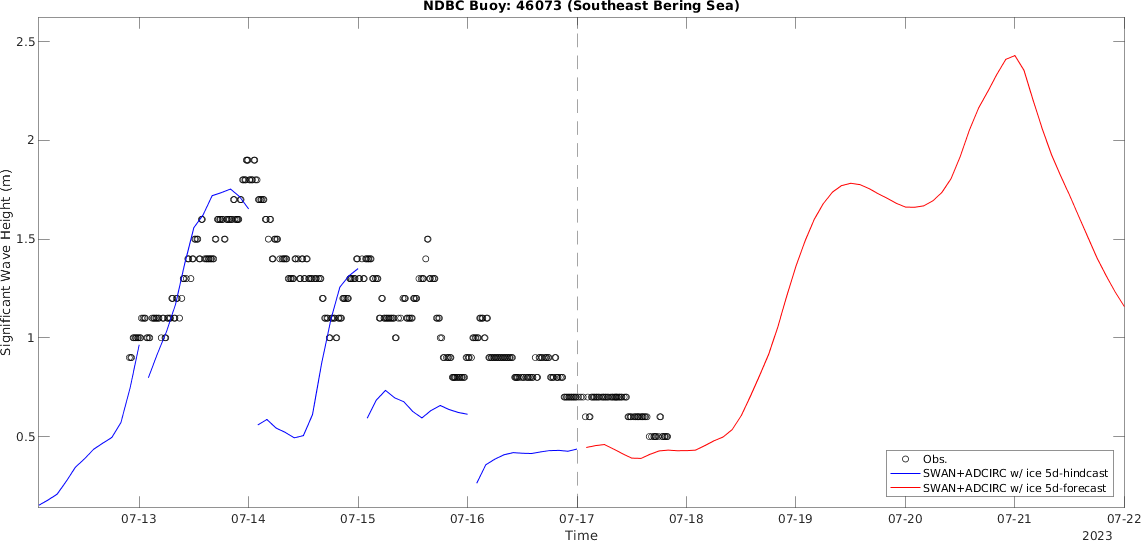 NDBC Buoy: 46073 (Southeast Bering Sea)
2.5
2
1.5
1
0.5
Significant Wave Height (m)
Obs.
SWAN+ADCIRC w/ ice 5d-hindcast
SWAN+ADCIRC w/ ice 5d-forecast
07-13 07-14 07-15 07-16 07-17 07-18 07-19 07-20 07-21 07-22
Time
2023